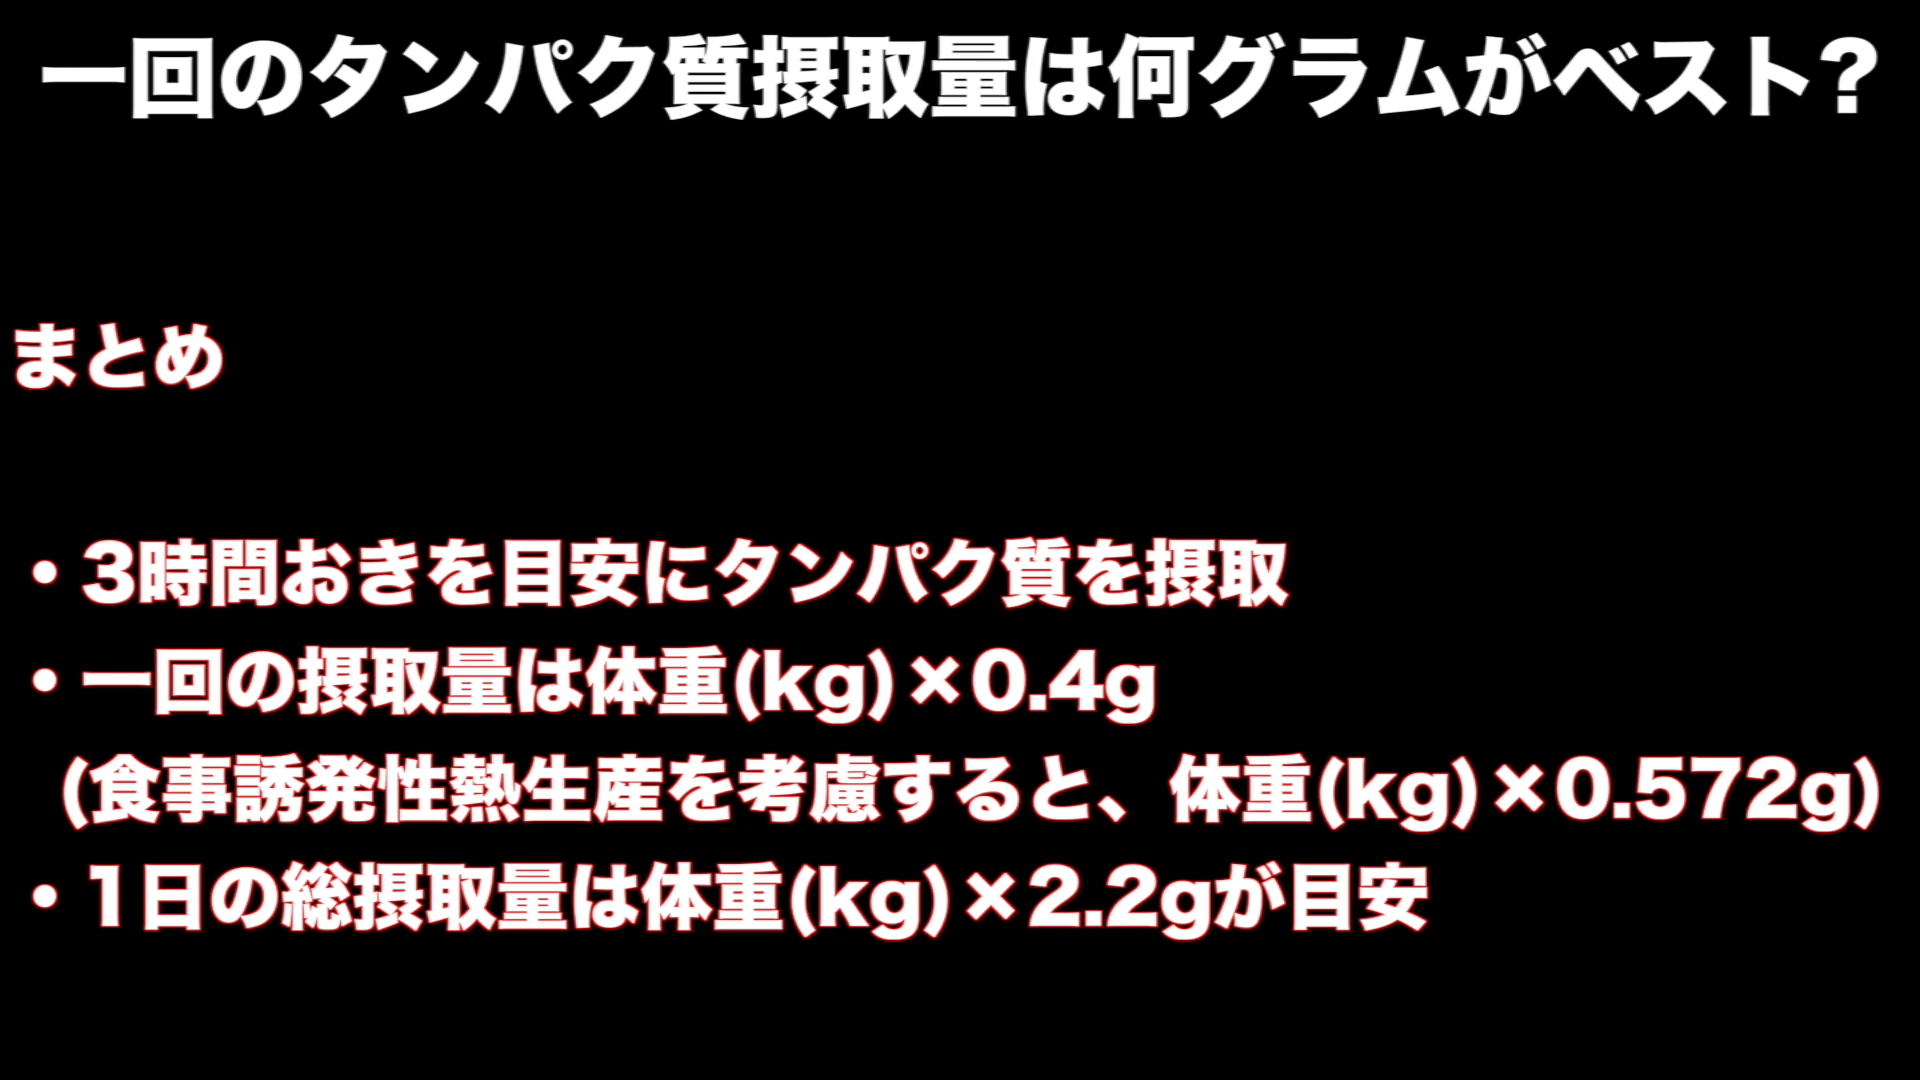 一回のタンパク質摂取量は何グラムがベスト？
まとめ
・3時間おきを目安にタンパク質を摂取
・一回の摂取量は体重(kg)×0.4g
(食事誘発性熱生産を考慮すると、体重(kg)×0.572g)
・1日の総摂取量は体重(kg)×2.2gが目安